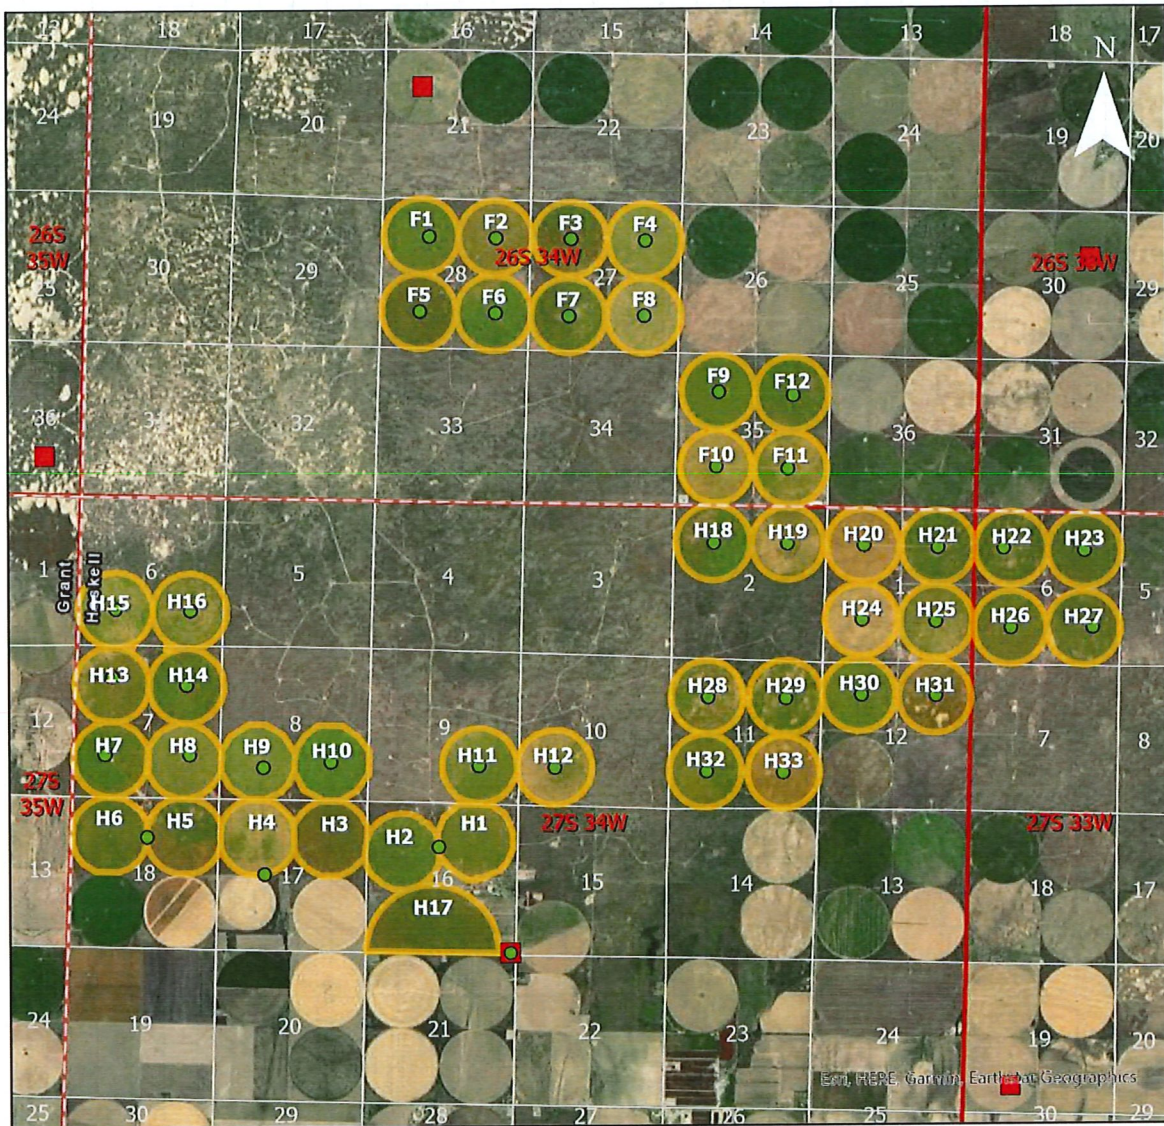 13 18 17 16 15 14 13 18 17
N
24 19 20 21 22 23 24 19 20
F1 F2 F3 F4
26S
35W
26S 34W
30 29 28 27 26 25 30 29
25
F5 F6 F7 F8
F9 F12
36 31 32 33 34 35 36 31 32
F10 F11
H18 H19 H20 H21 H22 H23
1 6 5 4 3 2 1 6 5
Grant
Haskell
H15 H16
H24 H25 H26 H27
H13 H14
H28 H29 H30 H31
12 7 8 9 10 11 12 7 8
H7 H8 H9 H10 H11 H12
H32 H33
27S
35W
H6 H5 H4 H3 H2 H1
27S 34W
27S 33W
13 18 17 16 15 14 13 18 17
H17
24 19 20 21 22 23 24 19 20
Esri, HERE, Garmin, Earthstar Geographics
25 30 29 28 27 26 25 30 29